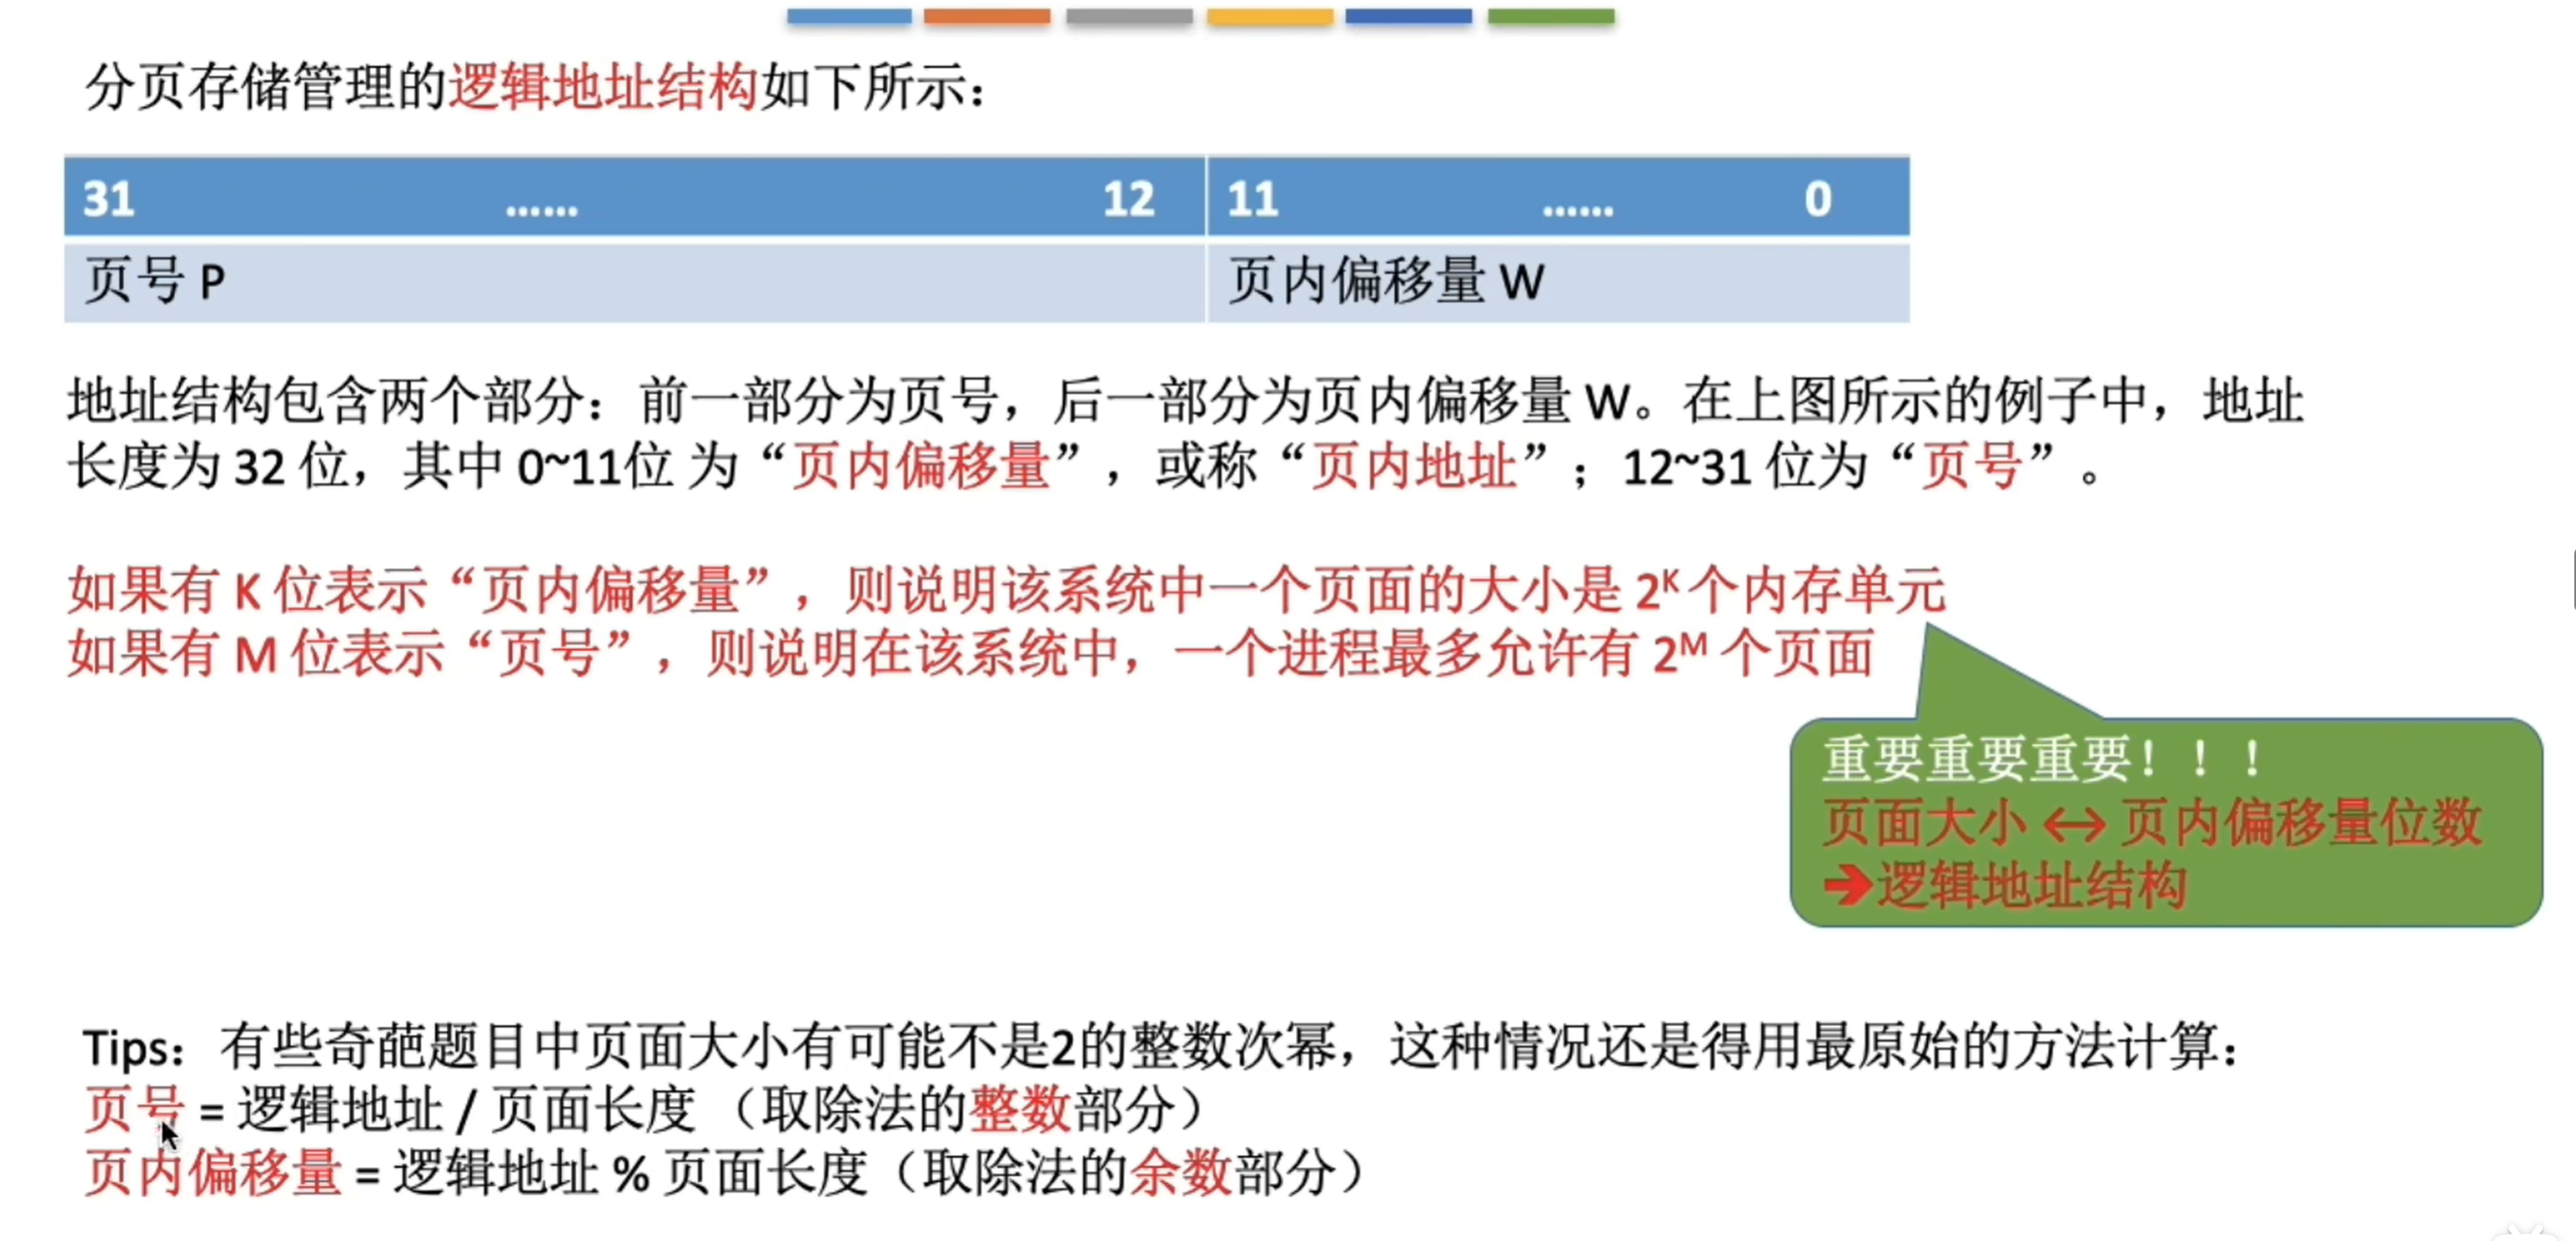 分页存储管理的逻辑地址结构如下所示：
31 …… 12 11 …… 0
页号 P 页内偏移量 W
地址结构包含两个部分：前一部分为页号，后一部分为页内偏移量 W。在上图所示的例子中，地址
长度为 32 位，其中 0~11位 为“页内偏移量”，或称“页内地址”；12~31 位为“页号”。
如果有 K 位表示“页内偏移量”，则说明该系统中一个页面的大小是 2ᴷ 个内存单元
如果有 M 位表示“页号”，则说明在该系统中，一个进程最多允许有 2ᴹ 个页面
重要重要重要！！！
页面大小 ↔ 页内偏移量位数
➔逻辑地址结构
Tips：有些奇葩题目中页面大小有可能不是2的整数次幂，这种情况还是得用最原始的方法计算：
页号 = 逻辑地址 / 页面长度 （取除法的整数部分）
页内偏移量 = 逻辑地址 % 页面长度（取除法的余数部分）